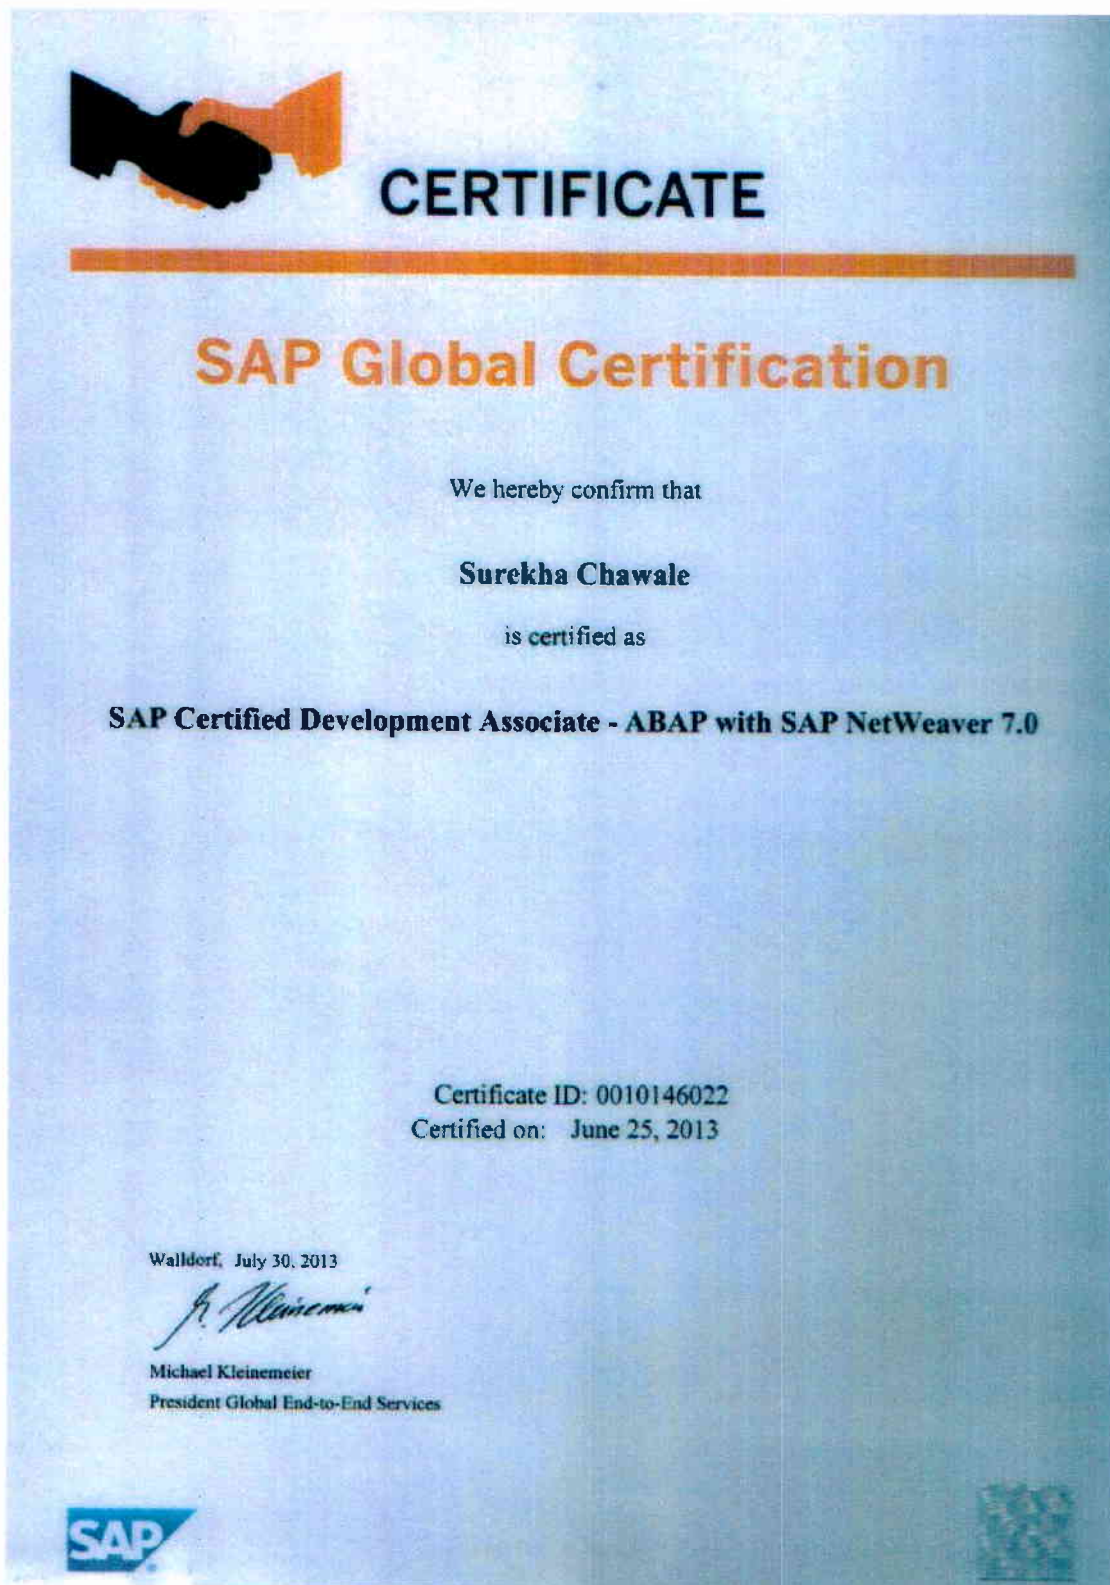 CERTIFICATE
SAP Global Certification
We hereby confirm that
Surekha Chawale
is certified as
SAP Certified Development Associate - ABAP with SAP NetWeaver 7.0
Certificate ID: 0010146022
Certified on: June 25, 2013
Walldorf, July 30, 2013
Michael Kleinemeier
President Global End-to-End Services
SAP